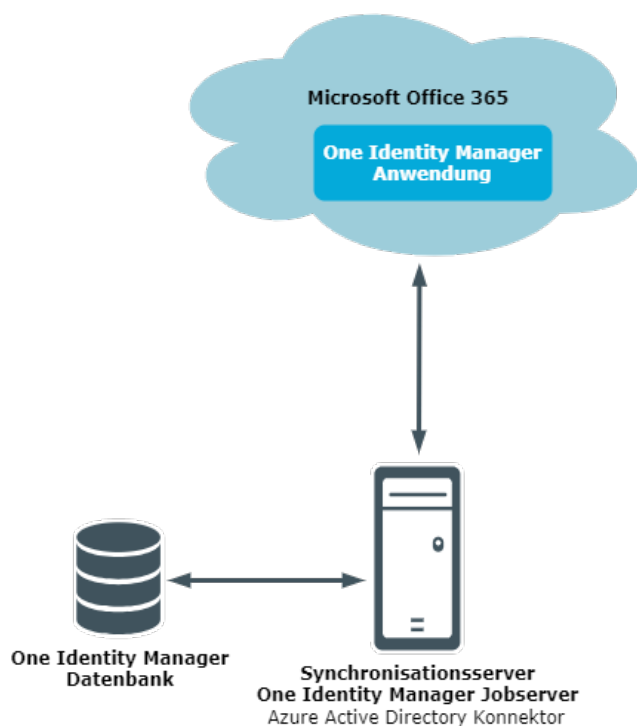 Microsoft Office 365
One Identity Manager
Anwendung
One Identity Manager
Datenbank
Synchronisationsserver
One Identity Manager Jobserver
Azure Active Directory Konnektor